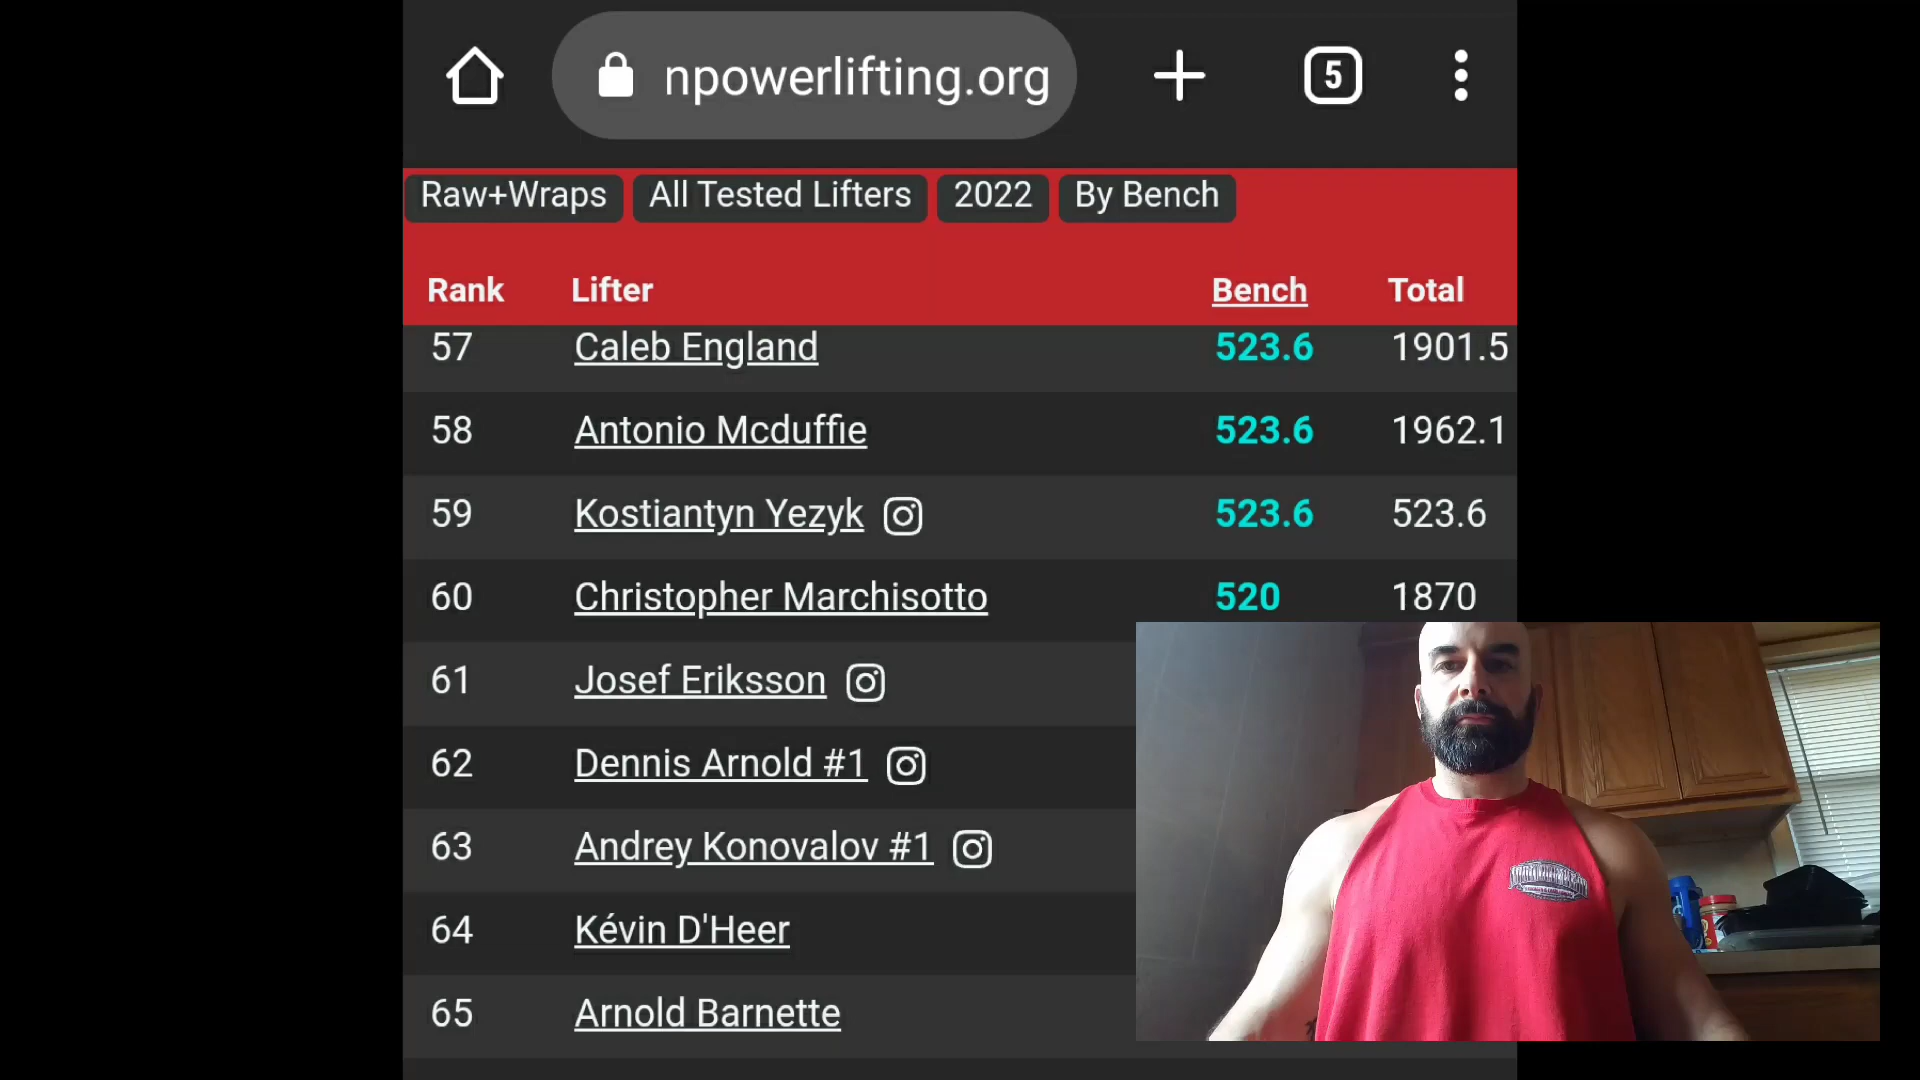 npowerlifting.org
5
Raw+Wraps All Tested Lifters 2022 By Bench
Rank Lifter Bench Total
57 Caleb England 523.6 1901.5
58 Antonio Mcduffie 523.6 1962.1
59 Kostiantyn Yezyk 523.6 523.6
60 Christopher Marchisotto 520 1870
61 Josef Eriksson
62 Dennis Arnold #1
63 Andrey Konovalov #1
64 Kévin D'Heer
65 Arnold Barnette